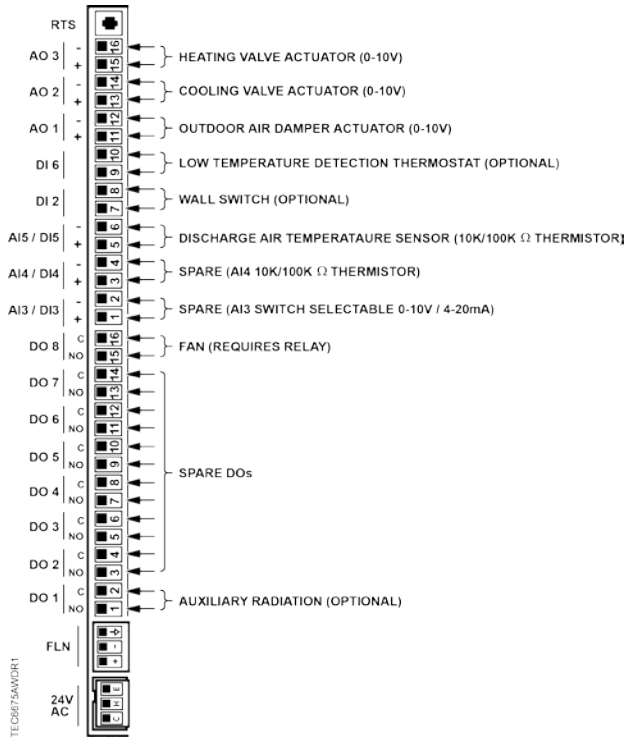 RTS
AO 3 - 16 HEATING VALVE ACTUATOR (0-10V)
+ 15
AO 2 - 14 COOLING VALVE ACTUATOR (0-10V)
+ 13
AO 1 - 12 OUTDOOR AIR DAMPER ACTUATOR (0-10V)
+ 11
DI 6 10 LOW TEMPERATURE DETECTION THERMOSTAT (OPTIONAL)
9
DI 2 8 WALL SWITCH (OPTIONAL)
7
AI5 / DI5 - 6 DISCHARGE AIR TEMPERATAURE SENSOR (10K/100K Ω THERMISTOR)
+ 5
AI4 / DI4 - 4 SPARE (AI4 10K/100K Ω THERMISTOR)
+ 3
AI3 / DI3 - 2 SPARE (AI3 SWITCH SELECTABLE 0-10V / 4-20mA)
+ 1
DO 8 C 16 FAN (REQUIRES RELAY)
NO 15
DO 7 C 14
NO 13
DO 6 C 12
NO 11
DO 5 C 10
NO 9
SPARE DOs
DO 4 C 8
NO 7
DO 3 C 6
NO 5
DO 2 C 4
NO 3
DO 1 C 2 AUXILIARY RADIATION (OPTIONAL)
NO 1
FLN -
+
24V AC E
H
C
TEC6675AWDR1